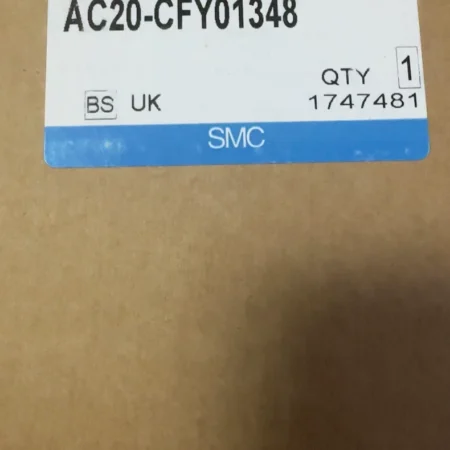 AC20-CFY01348
QTY 1
BS UK 1747481
SMC